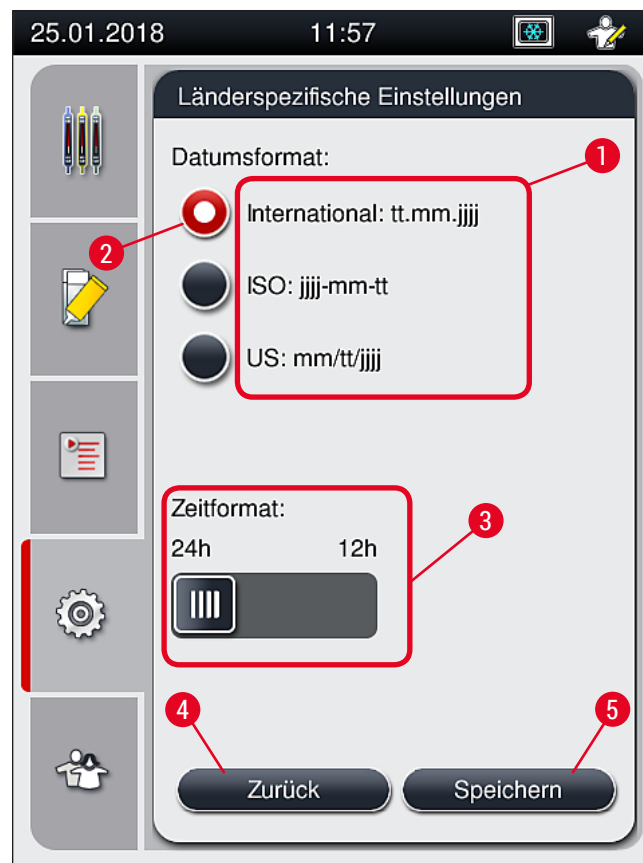 25.01.2018 11:57
Länderspezifische Einstellungen
Datumsformat:
1
International: tt.mm.jjjj
2
ISO: jjjj-mm-tt
US: mm/tt/jjjj
Zeitformat:
3
24h 12h
4
5
Zurück Speichern